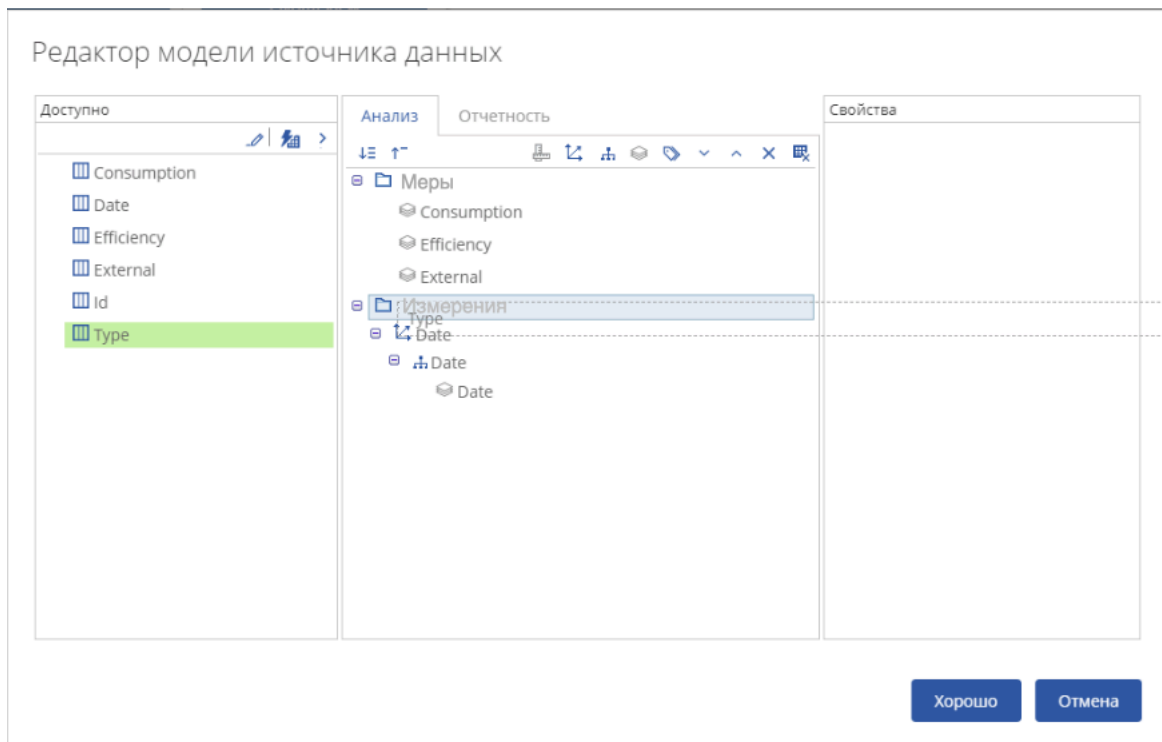 Редактор модели источника данных
Доступно
Consumption
Date
Efficiency
External
Id
Type
Анализ
Отчетность
Меры
Consumption
Efficiency
External
Измерения
Type
Date
Date
Date
Свойства
Хорошо
Отмена